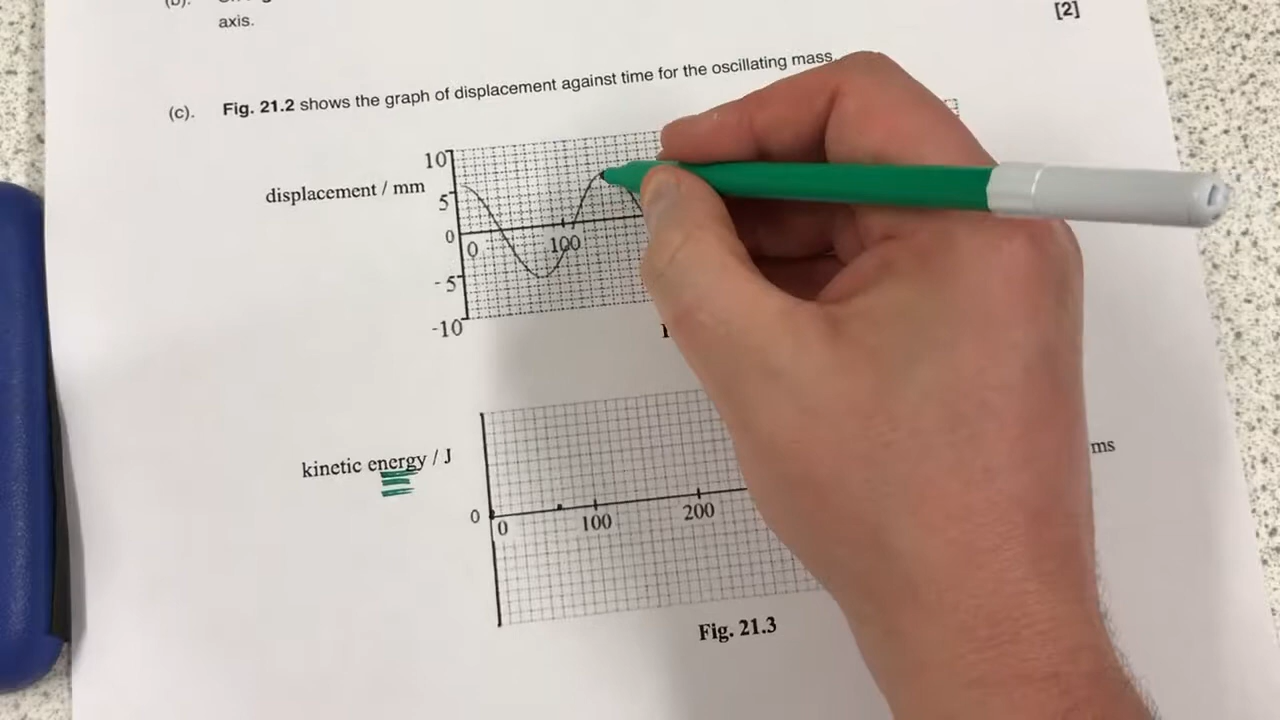 (b).
axis.
[2]
(c). Fig. 21.2 shows the graph of displacement against time for the oscillating mass
10
displacement / mm
5
0
0
100
- 5
-10
kinetic energy / J
ms
0
0
100
200
Fig. 21.3